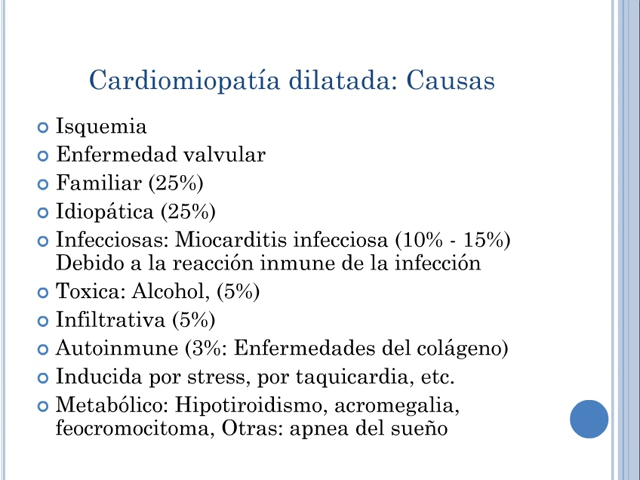 Cardiomiopatía dilatada: Causas
Isquemia
Enfermedad valvular
Familiar (25%)
Idiopática (25%)
Infecciosas: Miocarditis infecciosa (10% - 15%)
Debido a la reacción inmune de la infección
Toxica: Alcohol, (5%)
Infiltrativa (5%)
Autoinmune (3%: Enfermedades del colágeno)
Inducida por stress, por taquicardia, etc.
Metabólico: Hipotiroidismo, acromegalia,
feocromocitoma, Otras: apnea del sueño